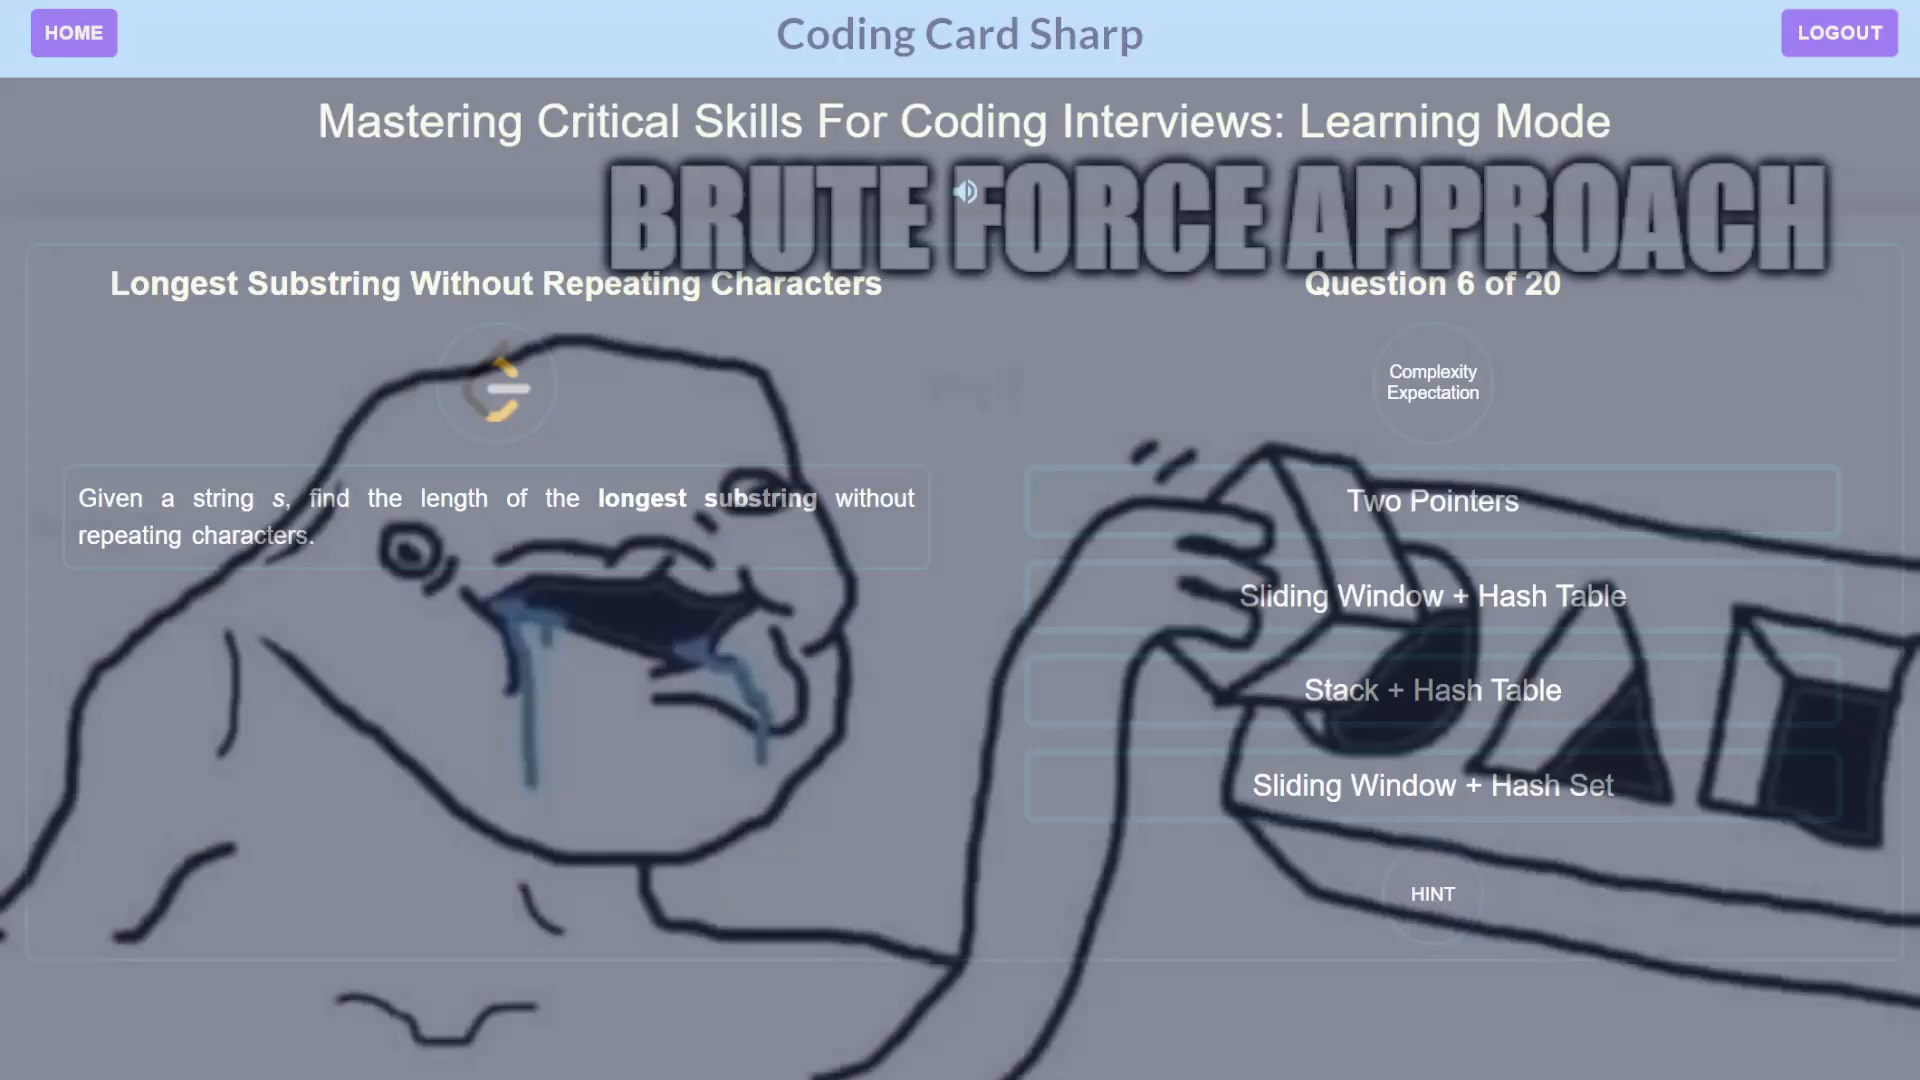 HOME
Coding Card Sharp
LOGOUT
Mastering Critical Skills For Coding Interviews: Learning Mode
BRUTE FORCE APPROACH
Longest Substring Without Repeating Characters
Given a string s, find the length of the longest substring without
repeating characters.
Question 6 of 20
Complexity
Expectation
Two Pointers
Sliding Window + Hash Table
Stack + Hash Table
Sliding Window + Hash Set
HINT